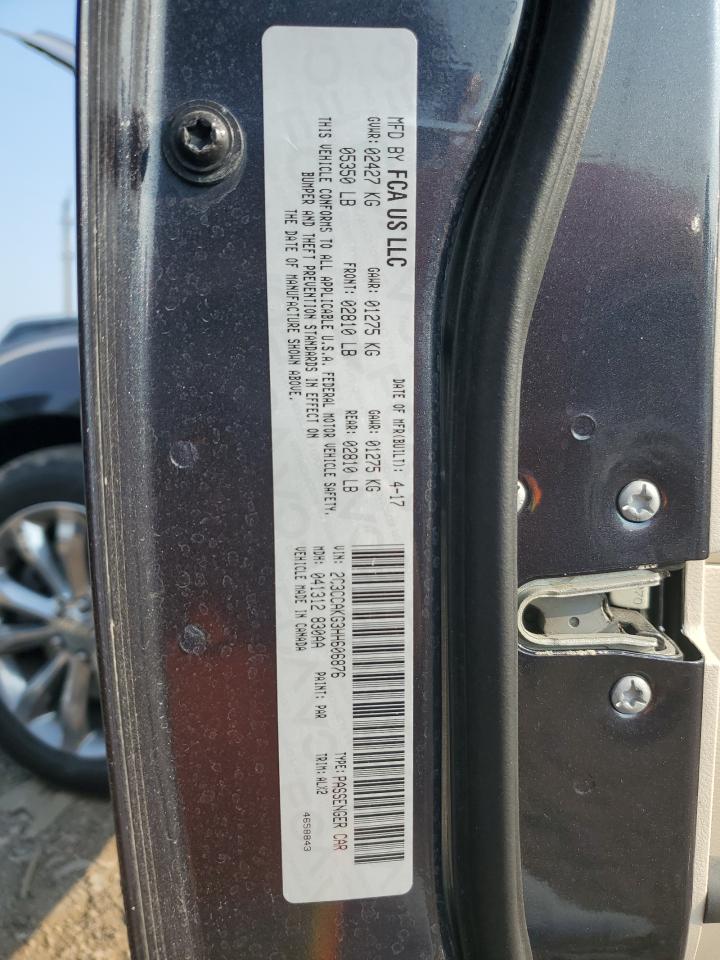 MFD BY FCA US LLC
DATE OF MFR(BUILT): 4-17
GVWR: 02427 KG GAWR: 01275 KG GAWR: 01275 KG
05350 LB FRONT: 02810 LB REAR: 02810 LB
THIS VEHICLE CONFORMS TO ALL APPLICABLE U.S.A. FEDERAL MOTOR VEHICLE SAFETY,
BUMPER AND THEFT PREVENTION STANDARDS IN EFFECT ON
THE DATE OF MANUFACTURE SHOWN ABOVE.
VIN: 2C3CCAKG3HH606876 TYPE: PASSENGER CAR
MDH: 041312 830AA PAINT: PAR TRIM: ALX2
VEHICLE MADE IN CANADA 4658843